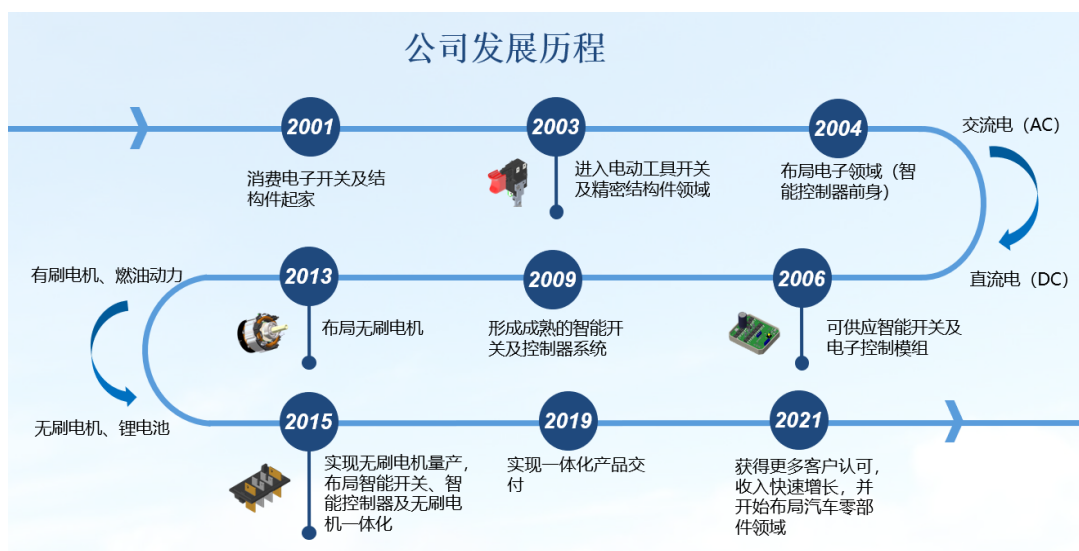 公司发展历程
2001
消费电子开关及结
构件起家
2003
进入电动工具开关
及精密结构件领域
2004
布局电子领域（智
能控制器前身）
交流电（AC）
直流电（DC）
2006
可供应智能开关及
电子控制模组
2009
形成成熟的智能开
关及控制器系统
2013
布局无刷电机
有刷电机、燃油动力
无刷电机、锂电池
2015
实现无刷电机量产，
布局智能开关、智
能控制器及无刷电
机一体化
2019
实现一体化产品交
付
2021
获得更多客户认可，
收入快速增长，并
开始布局汽车零部
件领域